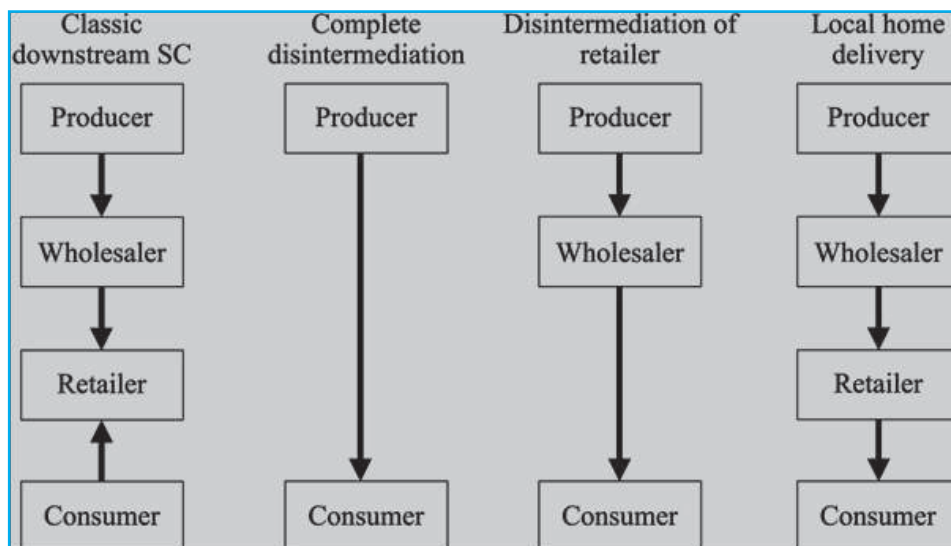 Classic
downstream SC
Complete
disintermediation
Disintermediation of
retailer
Local home
delivery
Producer
Producer
Producer
Producer
Wholesaler
Wholesaler
Wholesaler
Retailer
Retailer
Consumer
Consumer
Consumer
Consumer